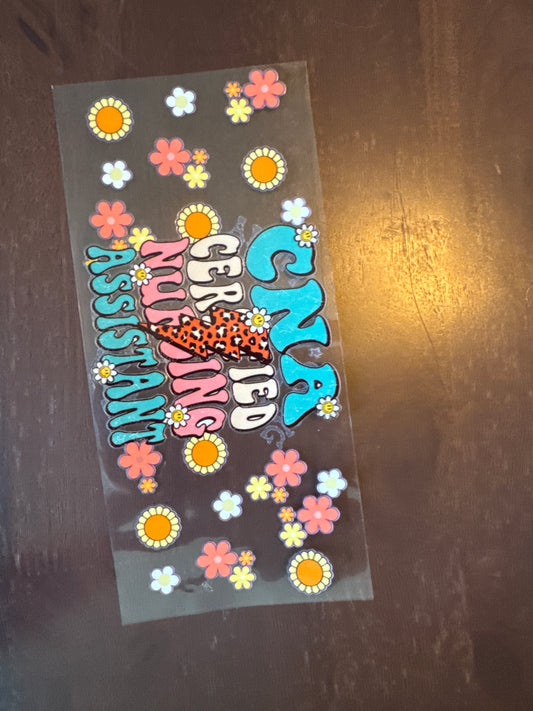 CNA
CERTIFIED
NURSING
ASSISTANT